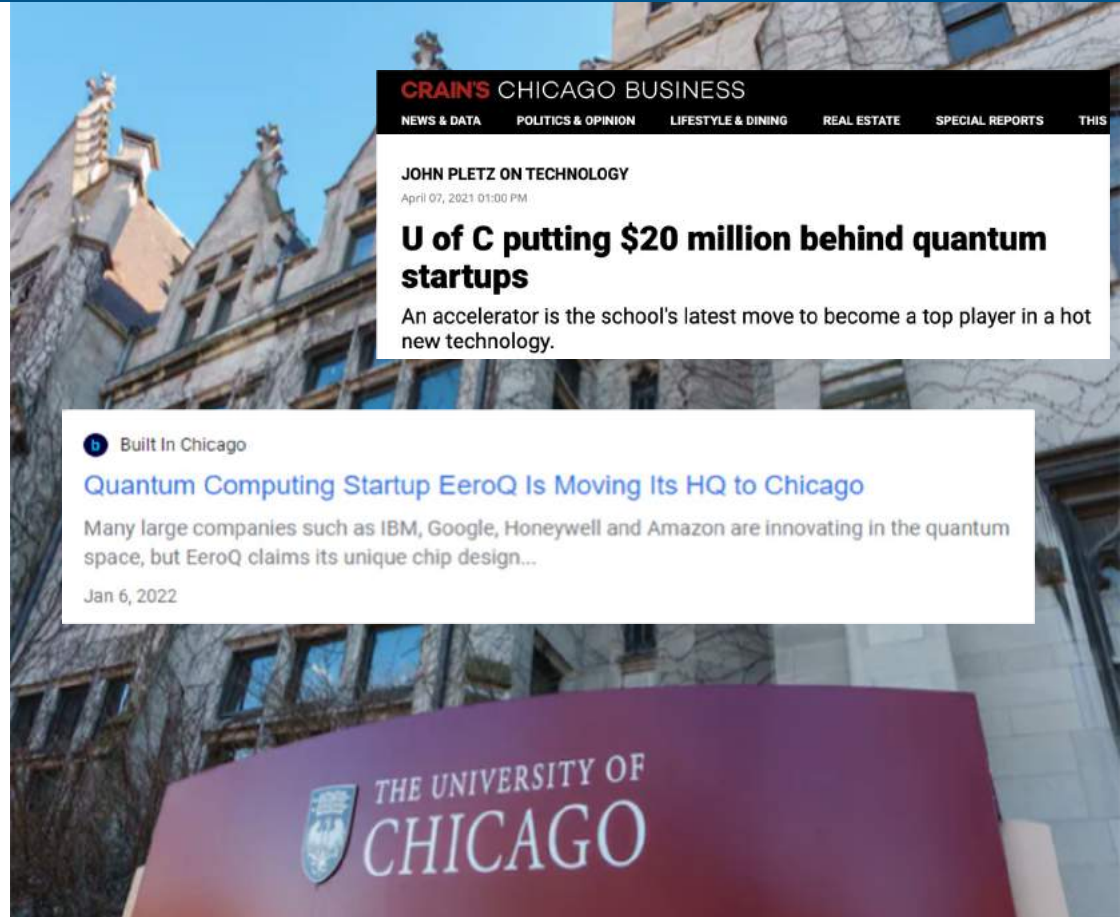 CRAIN'S CHICAGO BUSINESS
NEWS & DATA POLITICS & OPINION LIFESTYLE & DINING REAL ESTATE SPECIAL REPORTS THIS
JOHN PLETZ ON TECHNOLOGY
April 07, 2021 01:00 PM
U of C putting $20 million behind quantum
startups
An accelerator is the school's latest move to become a top player in a hot
new technology.
b Built In Chicago
Quantum Computing Startup EeroQ Is Moving Its HQ to Chicago
Many large companies such as IBM, Google, Honeywell and Amazon are innovating in the quantum
space, but EeroQ claims its unique chip design...
Jan 6, 2022
THE UNIVERSITY OF
CHICAGO